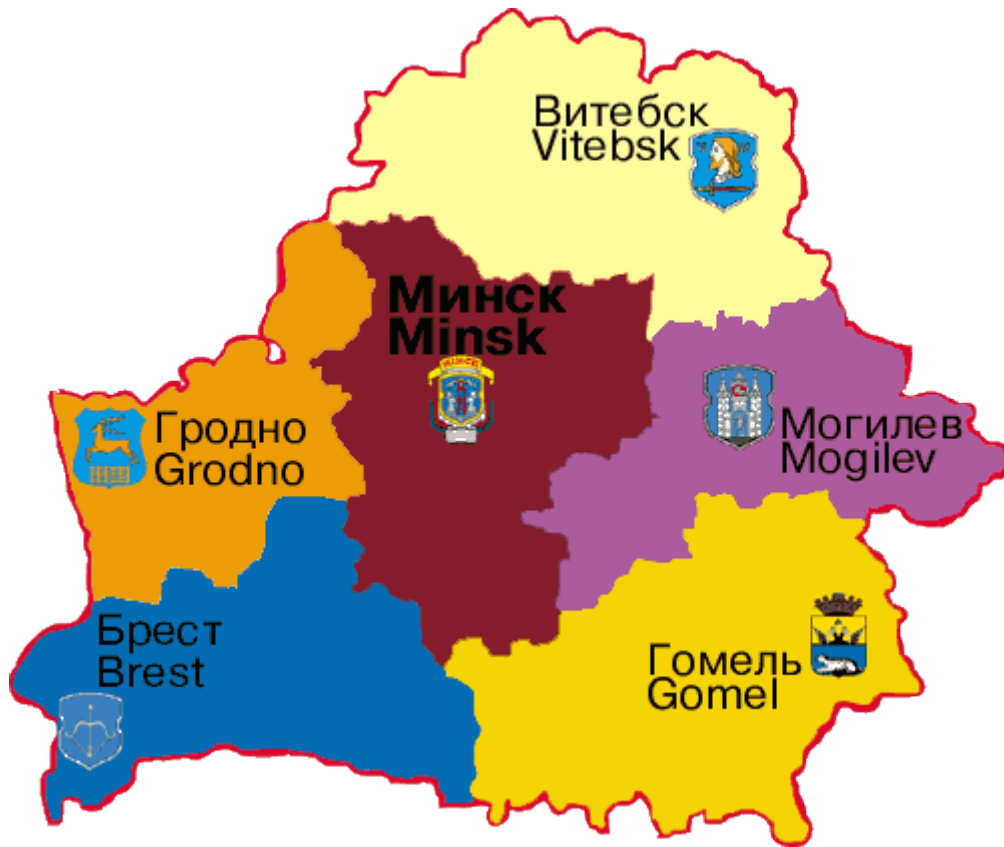 Витебск
Vitebsk
Минск
Minsk
Гродно
Grodno
Могилев
Mogilev
Брест
Brest
Гомель
Gomel